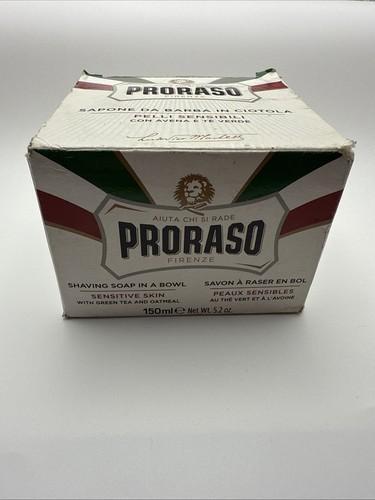 PRORASO
FIRENZE
SAPONE DA BARBA IN CIOTOLA
PELLI SENSIBILI
CON AVENA E TE VERDE
AIUTA CHI SI RADE
PRORASO
FIRENZE
SHAVING SOAP IN A BOWL
SENSITIVE SKIN
WITH GREEN TEA AND OATMEAL
SAVON À RASER EN BOL
PEAUX SENSIBLES
AU THÉ VERT ET À L'AVOINE
150ml ℮ Net Wt. 5.2 oz.